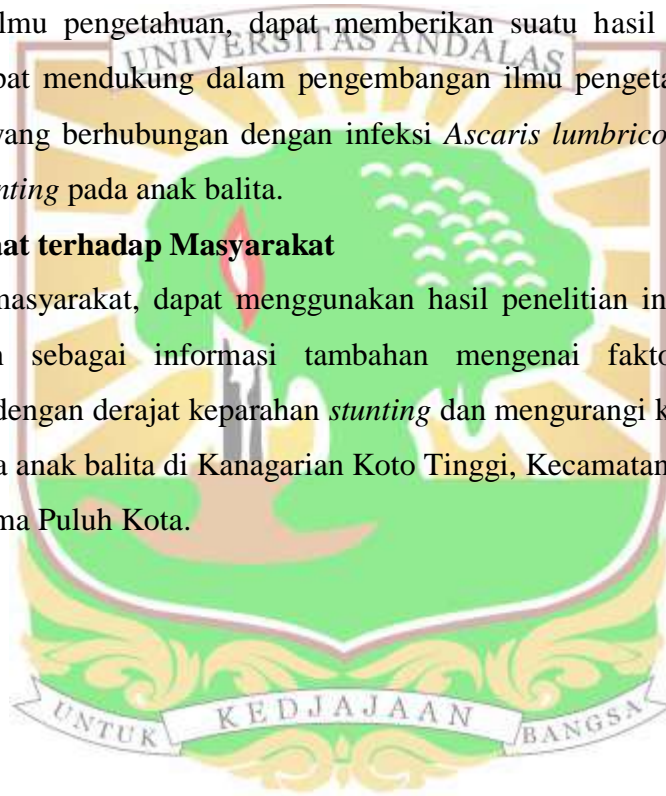 lmu pengetahuan, dapat memberikan suatu hasil
UNIVERSITAS ANDALAS
pat mendukung dalam pengembangan ilmu pengeta
yang berhubungan dengan infeksi Ascaris lumbrico
nting pada anak balita.
aat terhadap Masyarakat
masyarakat, dapat menggunakan hasil penelitian in
sebagai informasi tambahan mengenai fakto
dengan derajat keparahan stunting dan mengurangi k
a anak balita di Kanagarian Koto Tinggi, Kecamatan
ma Puluh Kota.
UNTUK KEDJAJAAN BANGSA